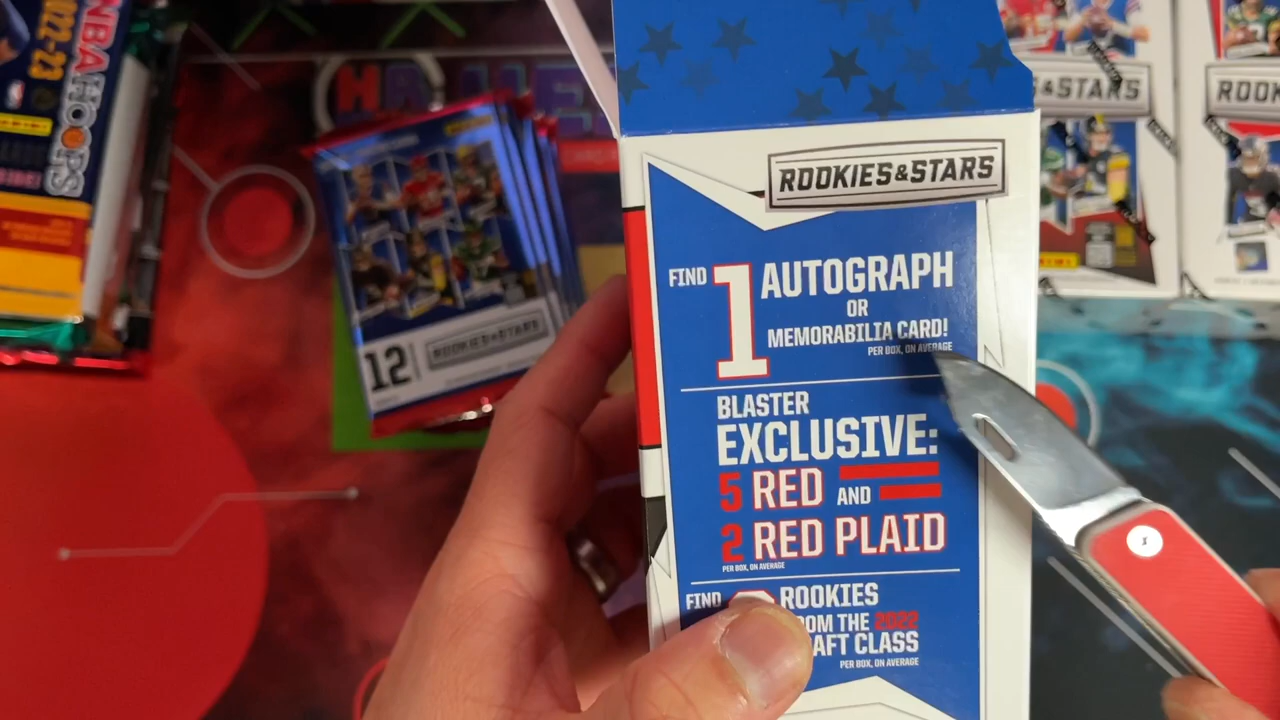 NBA HOOPS
2022-23
12
ROOKIES&STARS
ROOKIES&STARS
FIND 1 AUTOGRAPH
OR
MEMORABILIA CARD!
PER BOX, ON AVERAGE
BLASTER
EXCLUSIVE:
5 RED AND
2 RED PLAID
PER BOX, ON AVERAGE
FIND ROOKIES
THE 2022
CLASS
PER BOX, ON AVERAGE
&STARS